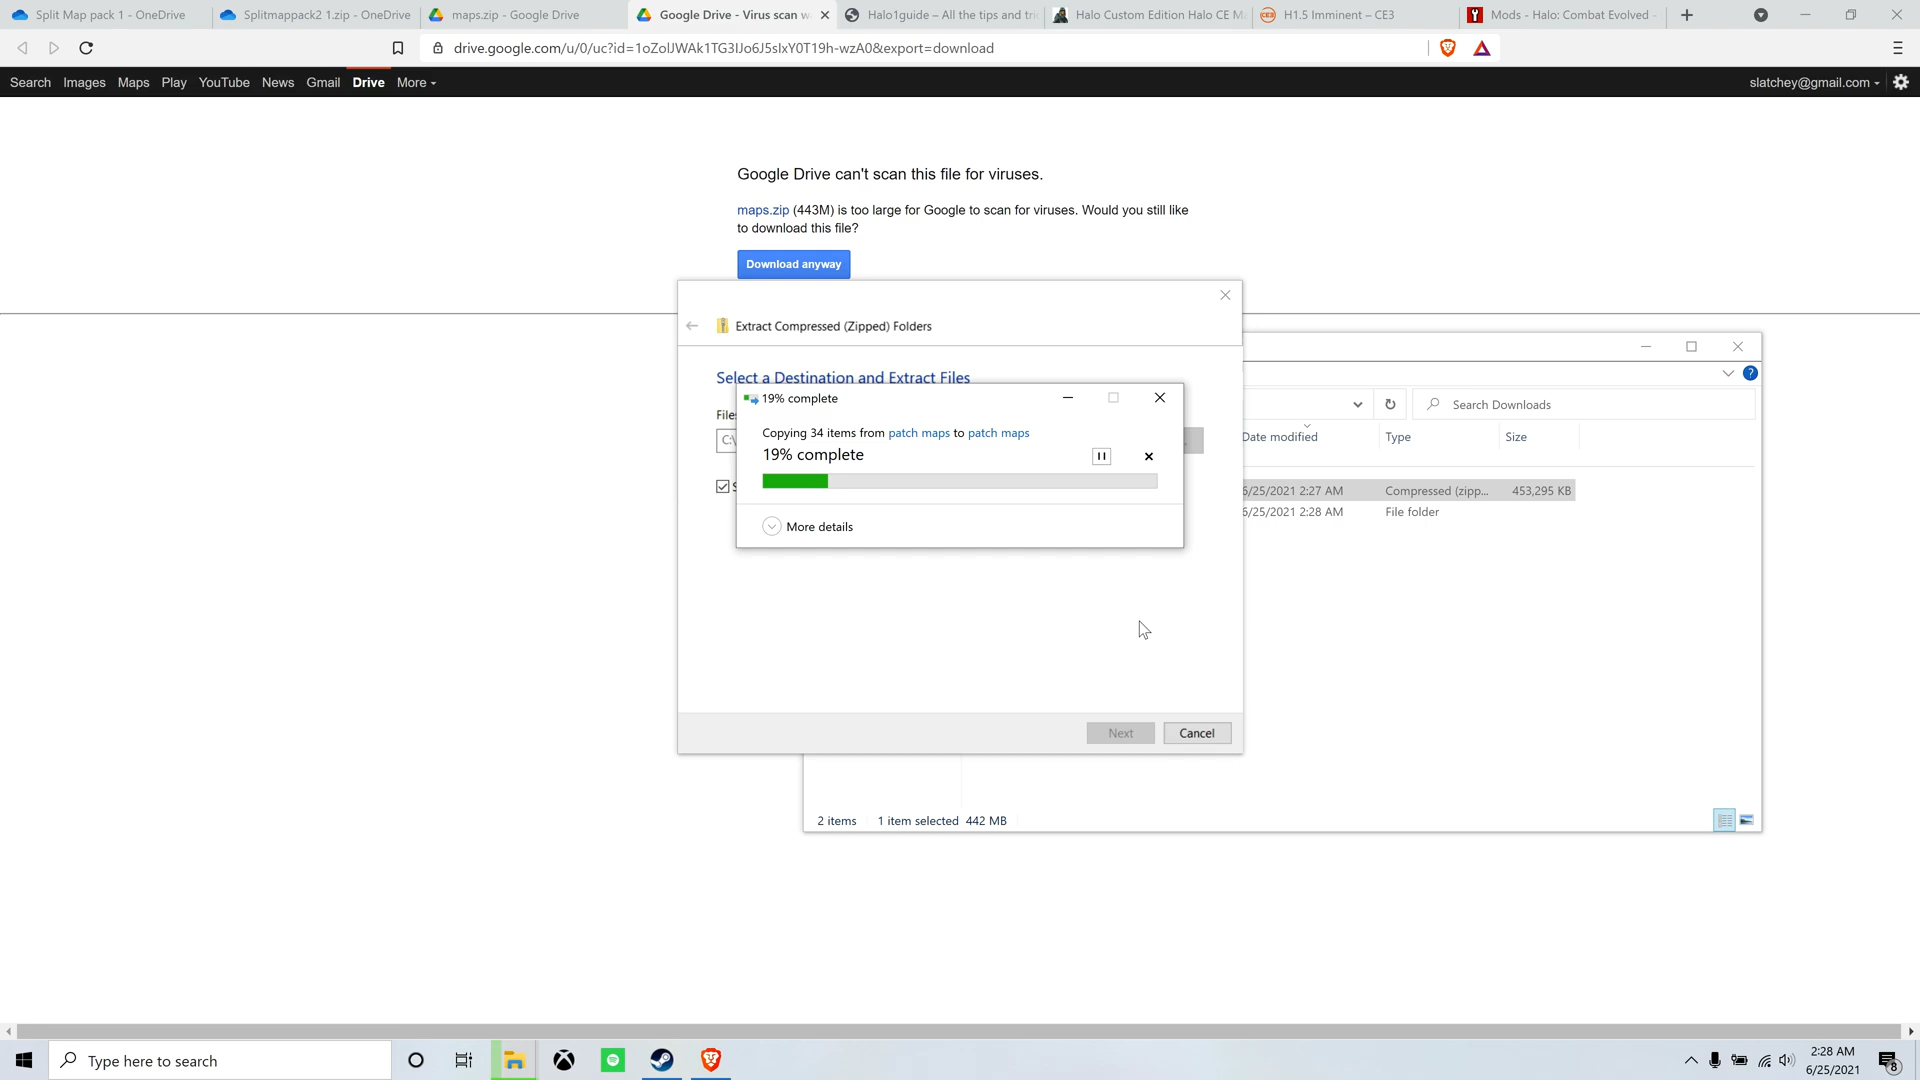 Split Map pack 1 - OneDrive
Splitmappack2 1.zip - OneDrive
maps.zip - Google Drive
Google Drive - Virus scan w
Halo1guide – All the tips and tri
Halo Custom Edition Halo CE M
H1.5 Imminent – CE3
Mods - Halo: Combat Evolved -
drive.google.com/u/0/uc?id=1oZolJWAk1TG3IJo6J5sIxY0T19h-wzA0&export=download
Search Images Maps Play YouTube News Gmail Drive More
slatchey@gmail.com
Google Drive can't scan this file for viruses.
maps.zip (443M) is too large for Google to scan for viruses. Would you still like
to download this file?
Download anyway
Extract Compressed (Zipped) Folders
Select a Destination and Extract Files
Files
C:\
S
19% complete
Copying 34 items from patch maps to patch maps
19% complete
More details
Next Cancel
Search Downloads
Date modified Type Size
6/25/2021 2:27 AM Compressed (zipp... 453,295 KB
6/25/2021 2:28 AM File folder
2 items 1 item selected 442 MB
Type here to search
2:28 AM
6/25/2021
8